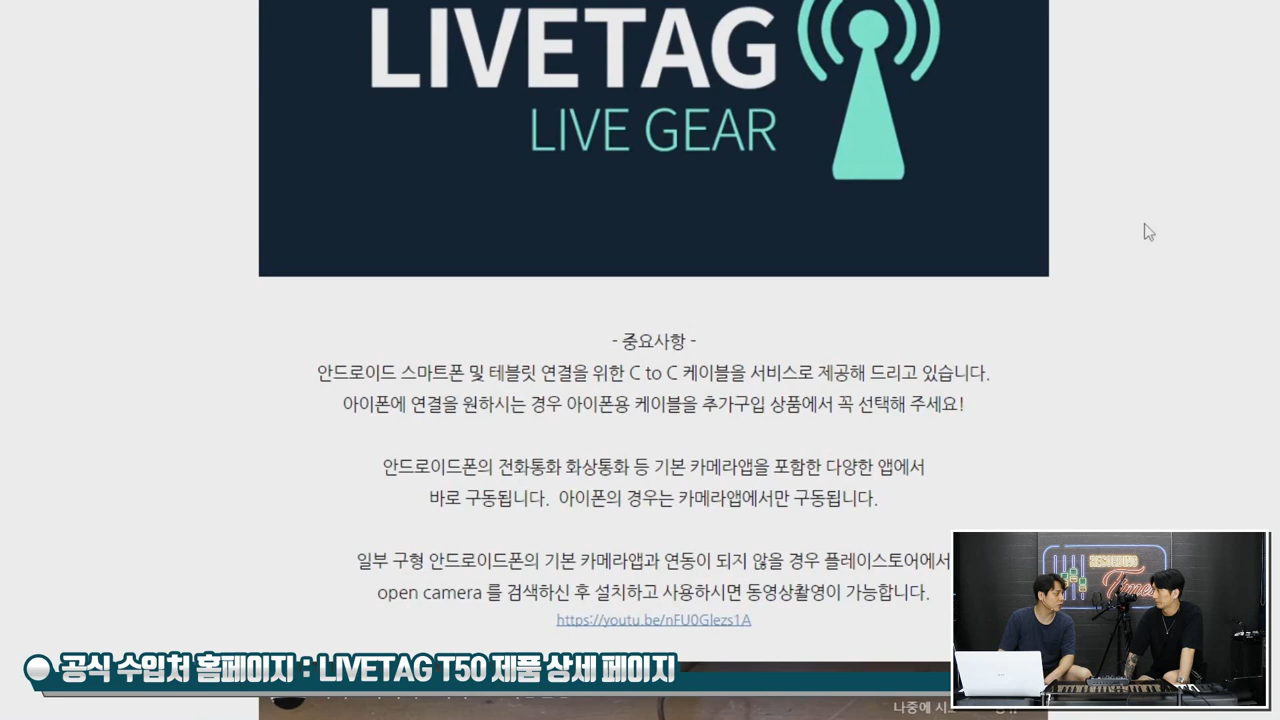 LIVETAG
LIVE GEAR
- 중요사항 -
안드로이드 스마트폰 및 테블릿 연결을 위한 C to C 케이블을 서비스로 제공해 드리고 있습니다.
아이폰에 연결을 원하시는 경우 아이폰용 케이블을 추가구입 상품에서 꼭 선택해 주세요!
안드로이드폰의 전화통화 화상통화 등 기본 카메라앱을 포함한 다양한 앱에서
바로 구동됩니다. 아이폰의 경우는 카메라앱에서만 구동됩니다.
일부 구형 안드로이드폰의 기본 카메라앱과 연동이 되지 않을 경우 플레이스토어에서
open camera 를 검색하신 후 설치하고 사용하시면 동영상촬영이 가능합니다.
https://youtu.be/nFU0Glezs1A
공식 수입처 홈페이지 : LIVETAG T50 제품 상세 페이지
나중에
Time